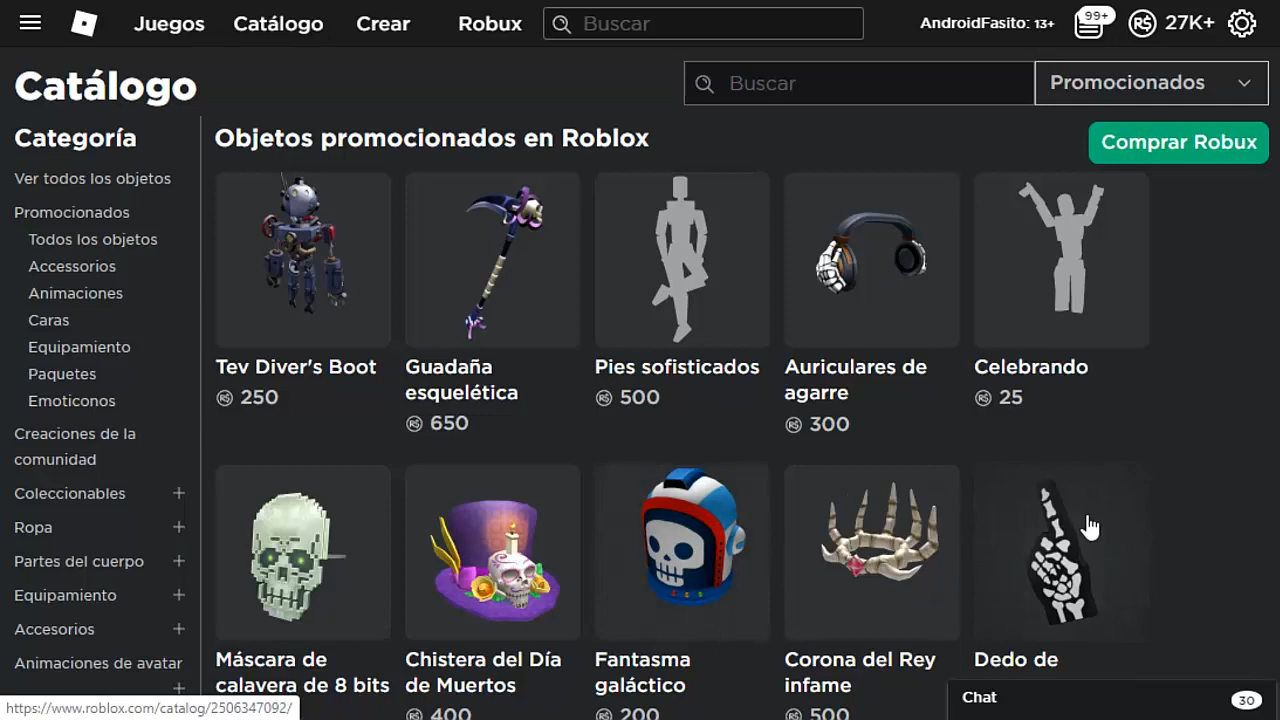 Juegos Catálogo Crear Robux Buscar AndroidFasito: 13+ 99+ 27K+
Catálogo
Buscar
Promocionados
Categoría
Ver todos los objetos
Promocionados
Todos los objetos
Accessorios
Animaciones
Caras
Equipamiento
Paquetes
Emoticonos
Creaciones de la
comunidad
Coleccionables +
Ropa +
Partes del cuerpo +
Equipamiento +
Accesorios +
Animaciones de avatar
+
Objetos promocionados en Roblox
Comprar Robux
Tev Diver's Boot
250
Guadaña
esquelética
650
Pies sofisticados
500
Auriculares de
agarre
300
Celebrando
25
Máscara de
calavera de 8 bits
Chistera del Día
de Muertos
400
Fantasma
galáctico
200
Corona del Rey
infame
500
Dedo de
Chat 30
https://www.roblox.com/catalog/2506347092/